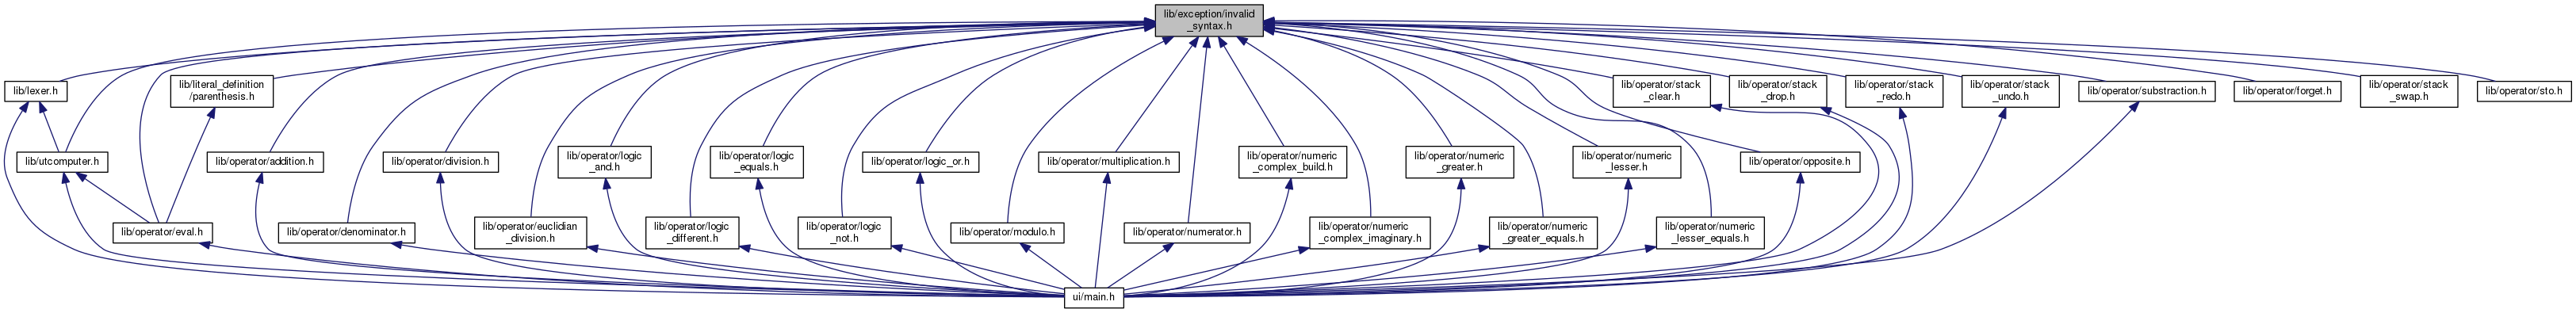 lib/exception/invalid
_syntax.h
lib/lexer.h
lib/literal_definition
/parenthesis.h
lib/operator/stack
_clear.h
lib/operator/stack
_drop.h
lib/operator/stack
_redo.h
lib/operator/stack
_undo.h
lib/operator/substraction.h
lib/operator/forget.h
lib/operator/stack
_swap.h
lib/operator/sto.h
lib/utcomputer.h
lib/operator/addition.h
lib/operator/division.h
lib/operator/logic
_and.h
lib/operator/logic
_equals.h
lib/operator/logic_or.h
lib/operator/multiplication.h
lib/operator/numeric
_complex_build.h
lib/operator/numeric
_greater.h
lib/operator/numeric
_lesser.h
lib/operator/opposite.h
lib/operator/eval.h
lib/operator/denominator.h
lib/operator/euclidian
_division.h
lib/operator/logic
_different.h
lib/operator/logic
_not.h
lib/operator/modulo.h
lib/operator/numerator.h
lib/operator/numeric
_complex_imaginary.h
lib/operator/numeric
_greater_equals.h
lib/operator/numeric
_lesser_equals.h
ui/main.h